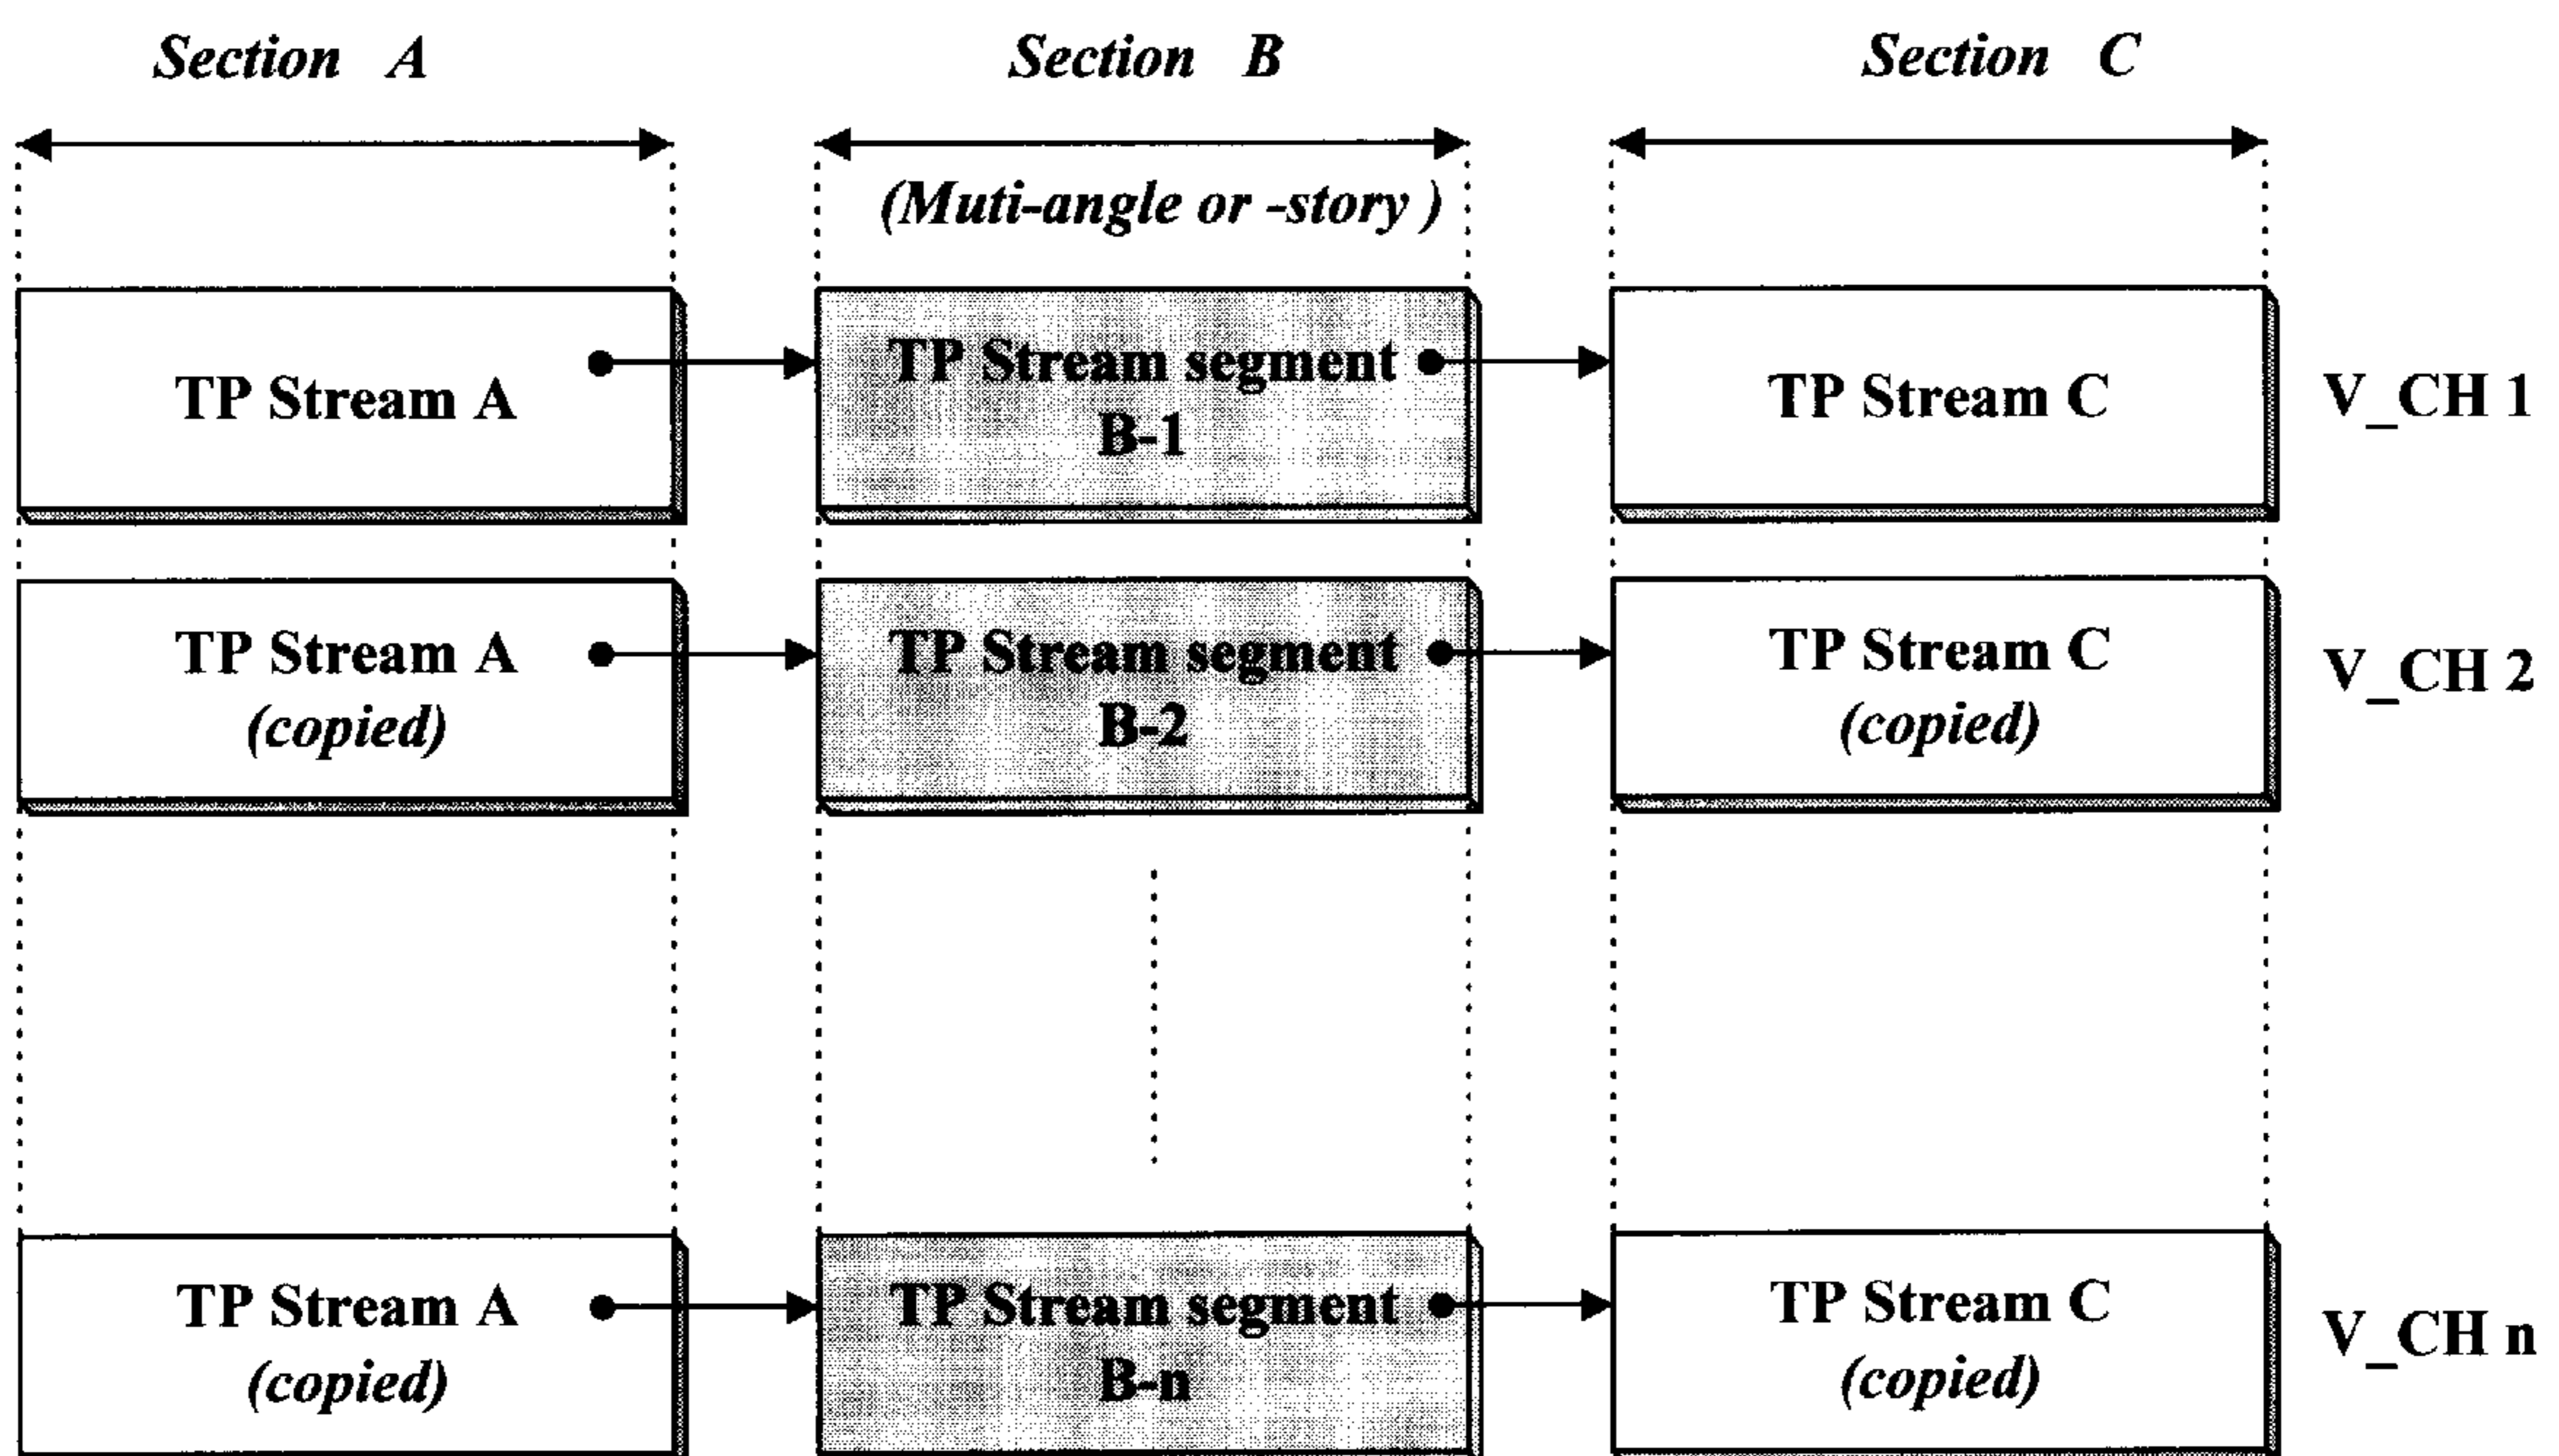 Section A
Section B
Section C
(Muti-angle or -story )
TP Stream A
TP Stream segment
B-1
TP Stream C
V_CH 1
TP Stream A
(copied)
TP Stream segment
B-2
TP Stream C
(copied)
V_CH 2
TP Stream A
(copied)
TP Stream segment
B-n
TP Stream C
(copied)
V_CH n